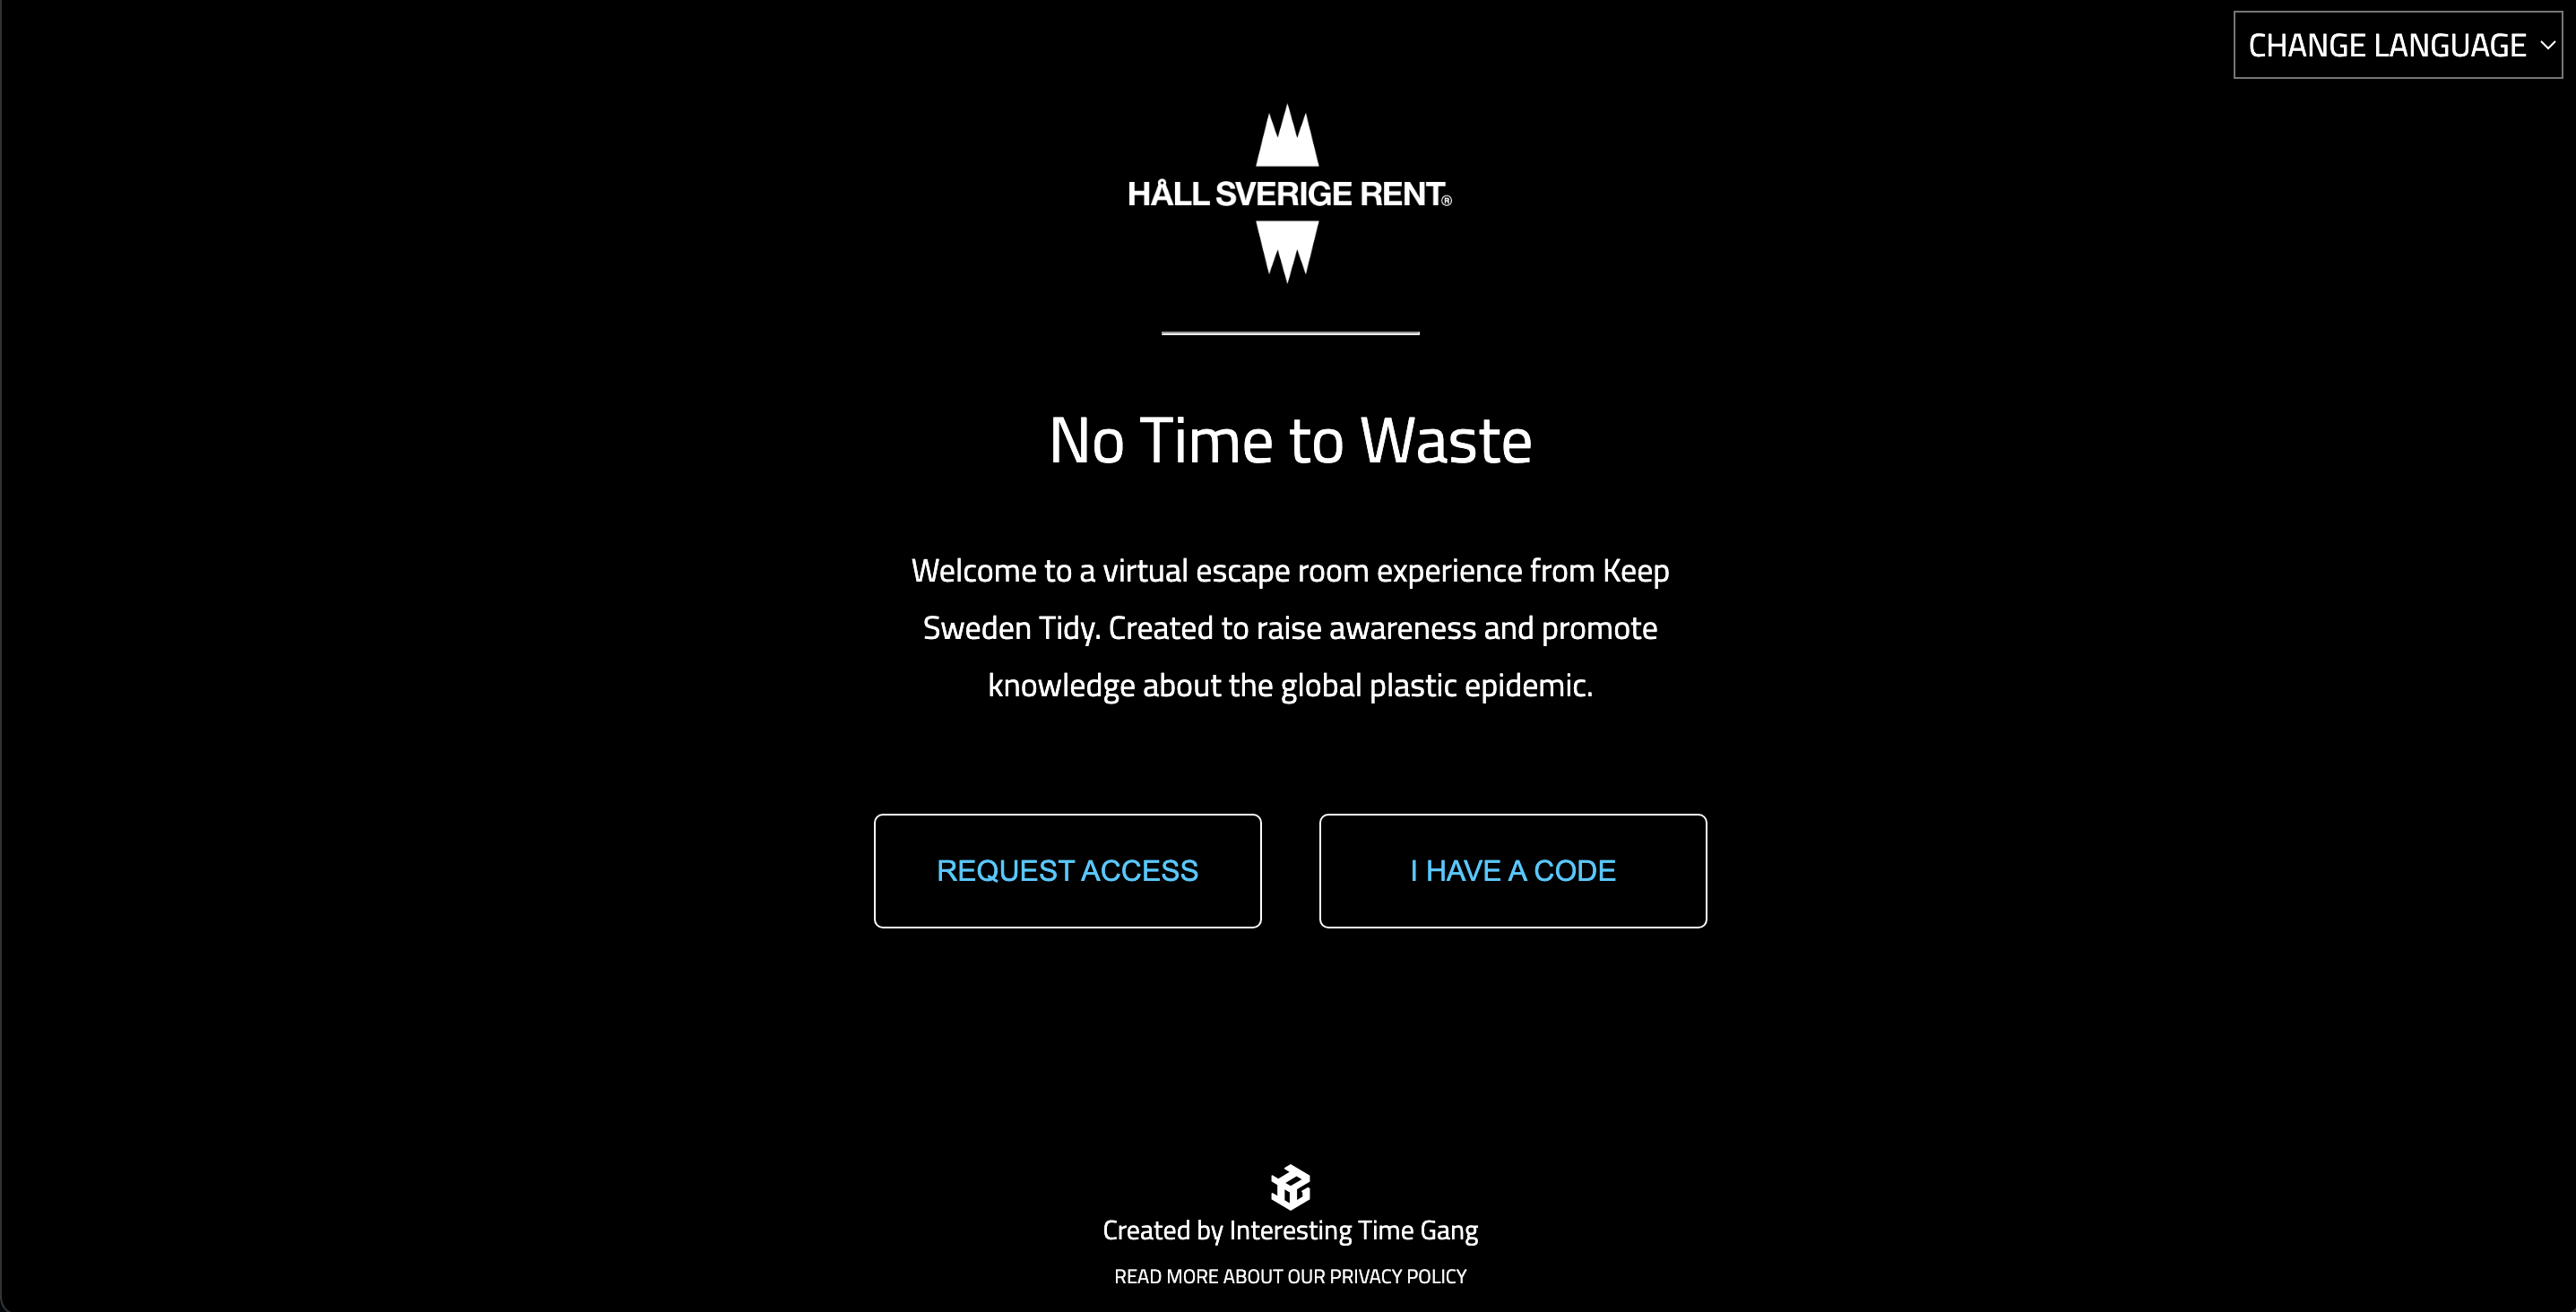 CHANGE LANGUAGE
HÅLL SVERIGE RENT®
No Time to Waste
Welcome to a virtual escape room experience from Keep
Sweden Tidy. Created to raise awareness and promote
knowledge about the global plastic epidemic.
REQUEST ACCESS
I HAVE A CODE
Created by Interesting Time Gang
READ MORE ABOUT OUR PRIVACY POLICY